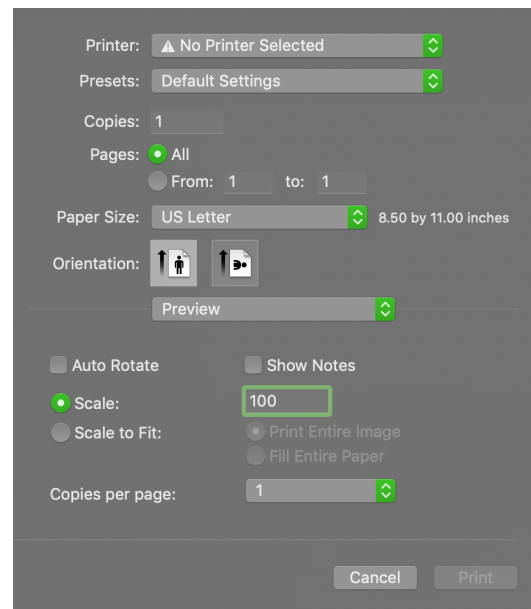 Printer: No Printer Selected
Presets: Default Settings
Copies: 1
Pages: All
From: 1 to: 1
Paper Size: US Letter 8.50 by 11.00 inches
Orientation:
Preview
Auto Rotate Show Notes
Scale: 100
Scale to Fit: Print Entire Image
Fill Entire Paper
Copies per page: 1
Cancel Print